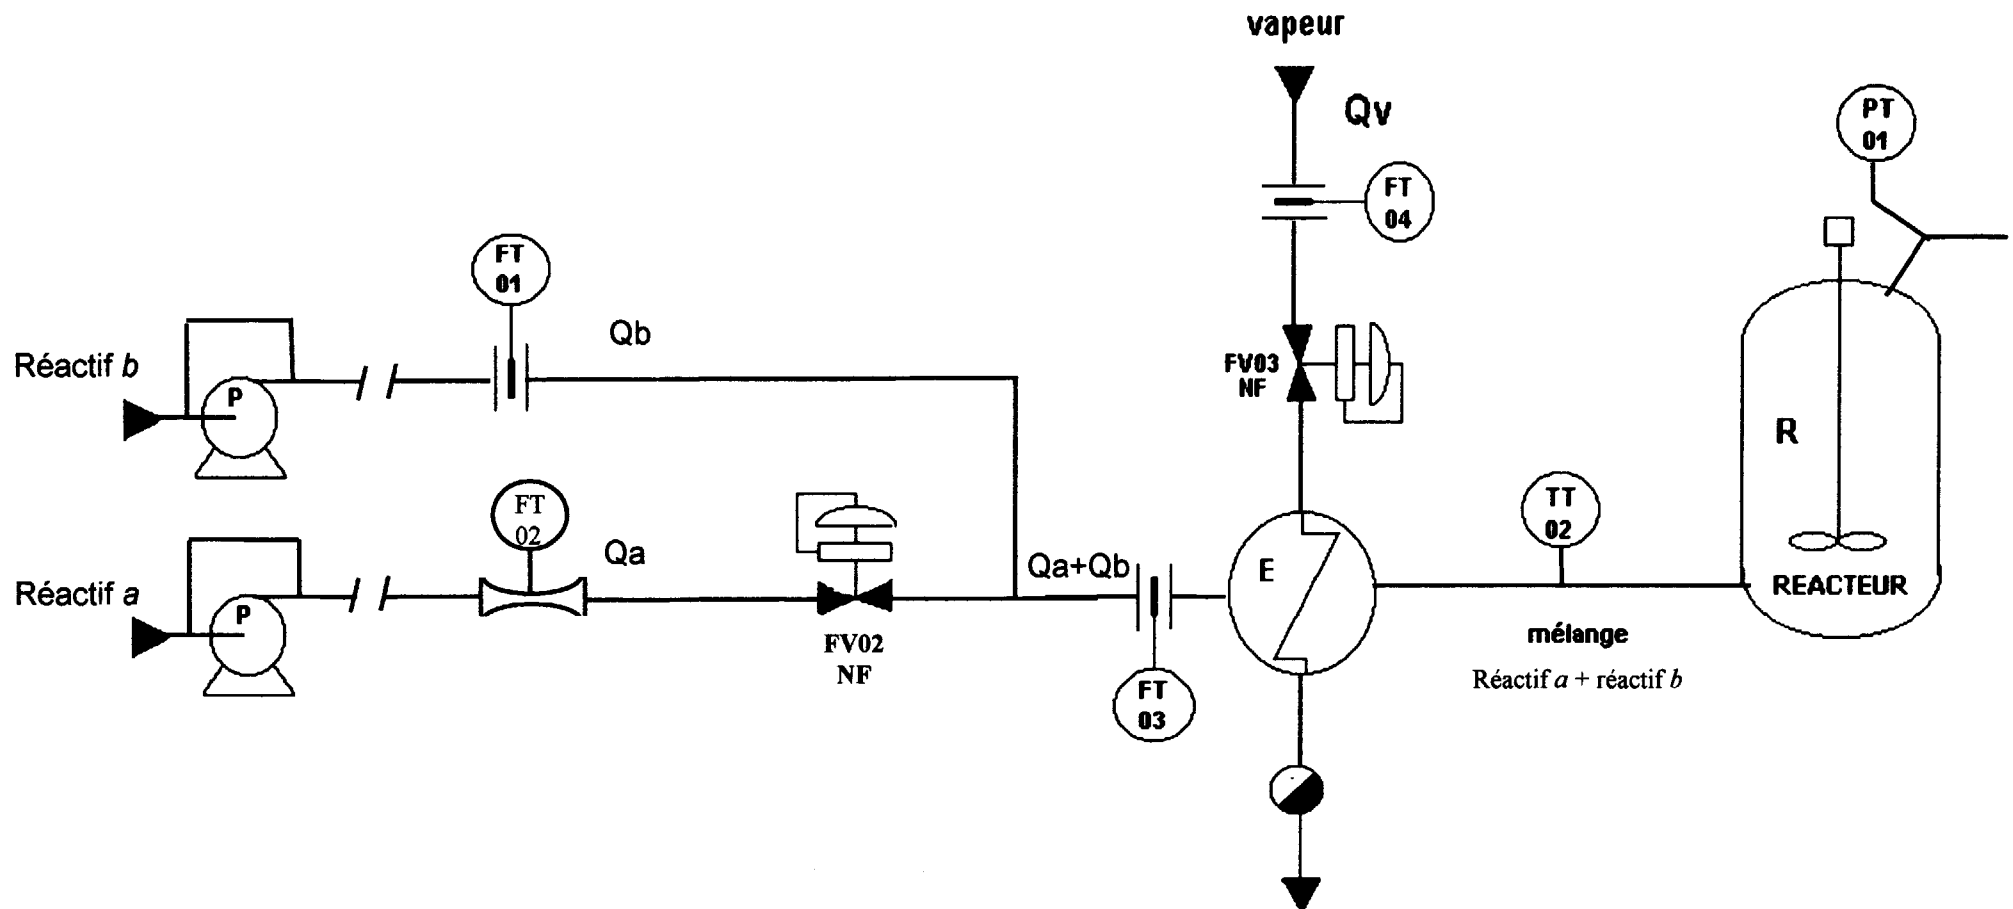 vapeur
Qv
PT
01
FT
04
FT
01
Qb
Réactif b
P
FV03
NF
R
FT
02
Qa
TT
02
Qa+Qb
E
Réactif a
P
REACTEUR
FV02
NF
mélange
FT
03
Réactif a + réactif b